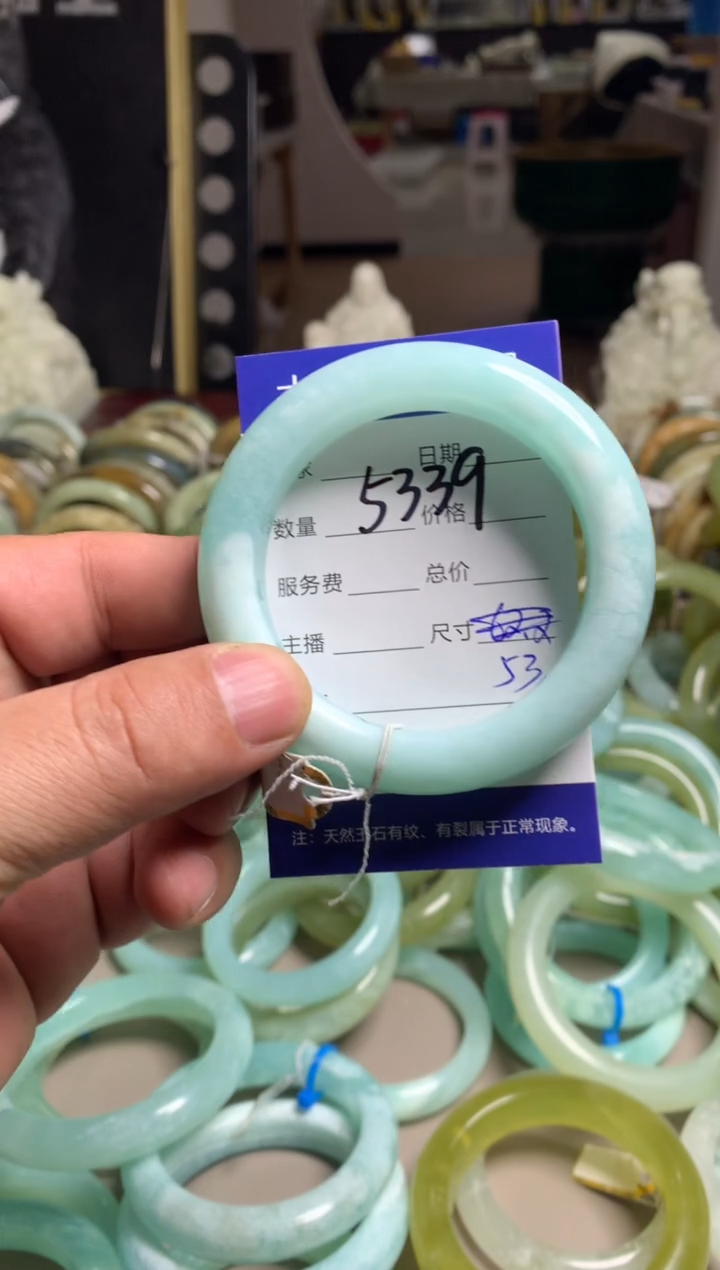 日期
5339
数量 价格
服务费 总价
主播 尺寸
53
注：天然玉石有纹、有裂属于正常现象。